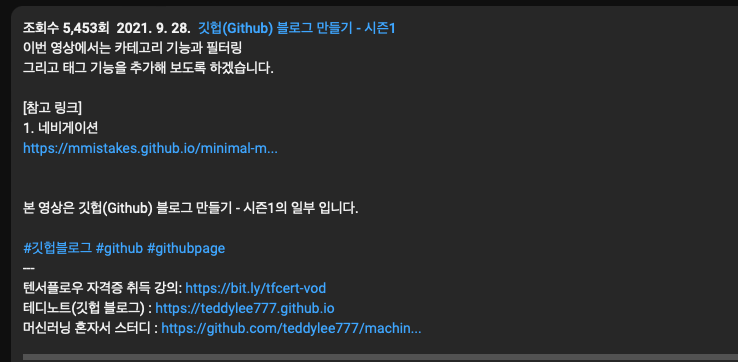 조회수 5,453회 2021. 9. 28. 깃헙(Github) 블로그 만들기 - 시즌1
이번 영상에서는 카테고리 기능과 필터링
그리고 태그 기능을 추가해 보도록 하겠습니다.
[참고 링크]
1. 네비게이션
https://mmistakes.github.io/minimal-m...
본 영상은 깃헙(Github) 블로그 만들기 - 시즌1의 일부 입니다.
#깃헙블로그 #github #githubpage
---
텐서플로우 자격증 취득 강의: https://bit.ly/tfcert-vod
테디노트(깃헙 블로그) : https://teddylee777.github.io
머신러닝 혼자서 스터디 : https://github.com/teddylee777/machin...